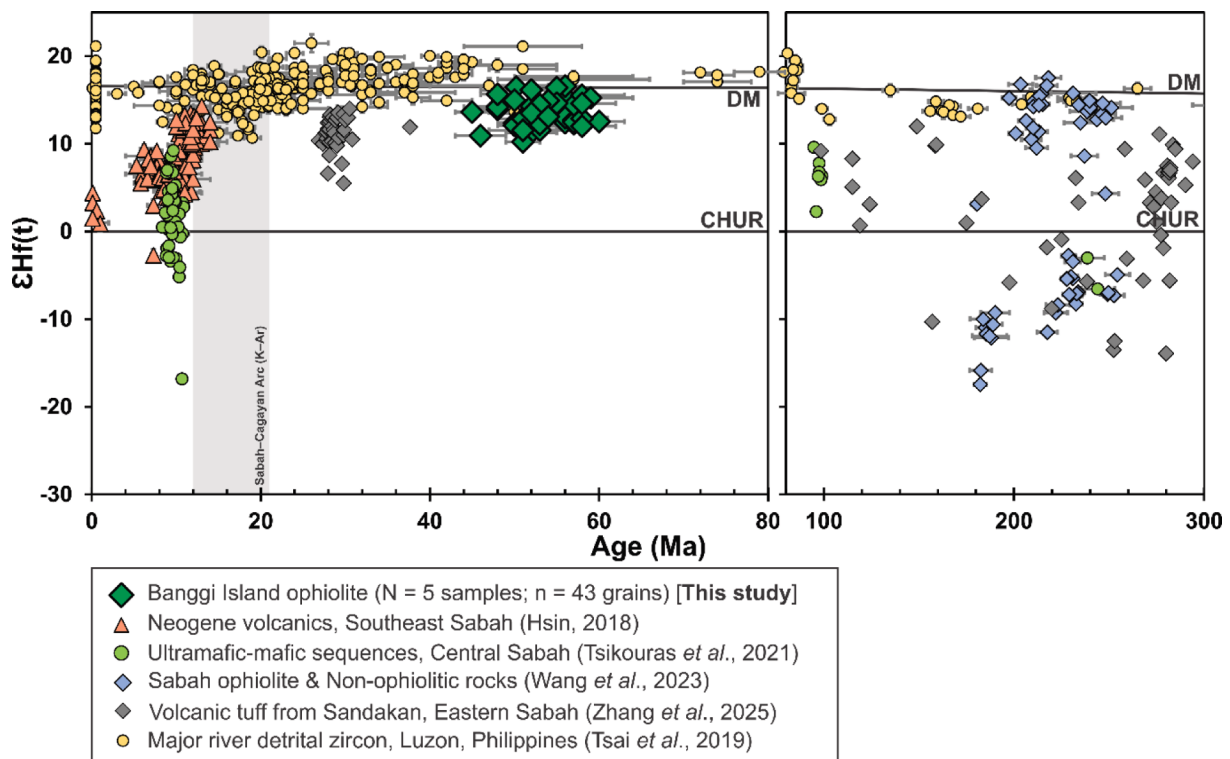 20
10
0
-10
-20
-30
εHf(t)
DM
CHUR
Sabah–Cagayan Arc (K–Ar)
DM
CHUR
0 20 40 60 80 100 200 300
Age (Ma)
Banggi Island ophiolite (N = 5 samples; n = 43 grains) [This study]
Neogene volcanics, Southeast Sabah (Hsin, 2018)
Ultramafic-mafic sequences, Central Sabah (Tsikouras et al., 2021)
Sabah ophiolite & Non-ophiolitic rocks (Wang et al., 2023)
Volcanic tuff from Sandakan, Eastern Sabah (Zhang et al., 2025)
Major river detrital zircon, Luzon, Philippines (Tsai et al., 2019)